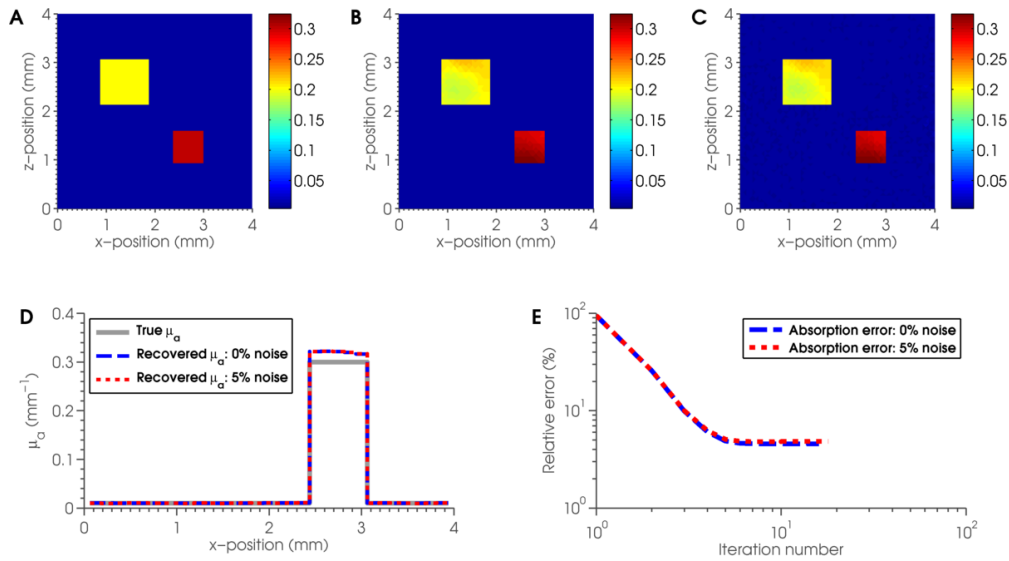 A
z-position (mm)
4
3
2
1
0
0 1 2 3 4
x-position (mm)
0.3
0.25
0.2
0.15
0.1
0.05
B
4
3
2
1
0
0 1 2 3 4
x-position (mm)
0.3
0.25
0.2
0.15
0.1
0.05
C
z-position (mm)
4
3
2
1
0
0 1 2 3 4
x-position (mm)
0.3
0.25
0.2
0.15
0.1
0.05
D
μa (mm⁻¹)
0.4
0.3
0.2
0.1
0
0 1 2 3 4
x-position (mm)
True μa
Recovered μa: 0% noise
Recovered μa: 5% noise
E
Relative error (%)
10²
10¹
10⁰
10⁰ 10¹ 10²
Iteration number
Absorption error: 0% noise
Absorption error: 5% noise